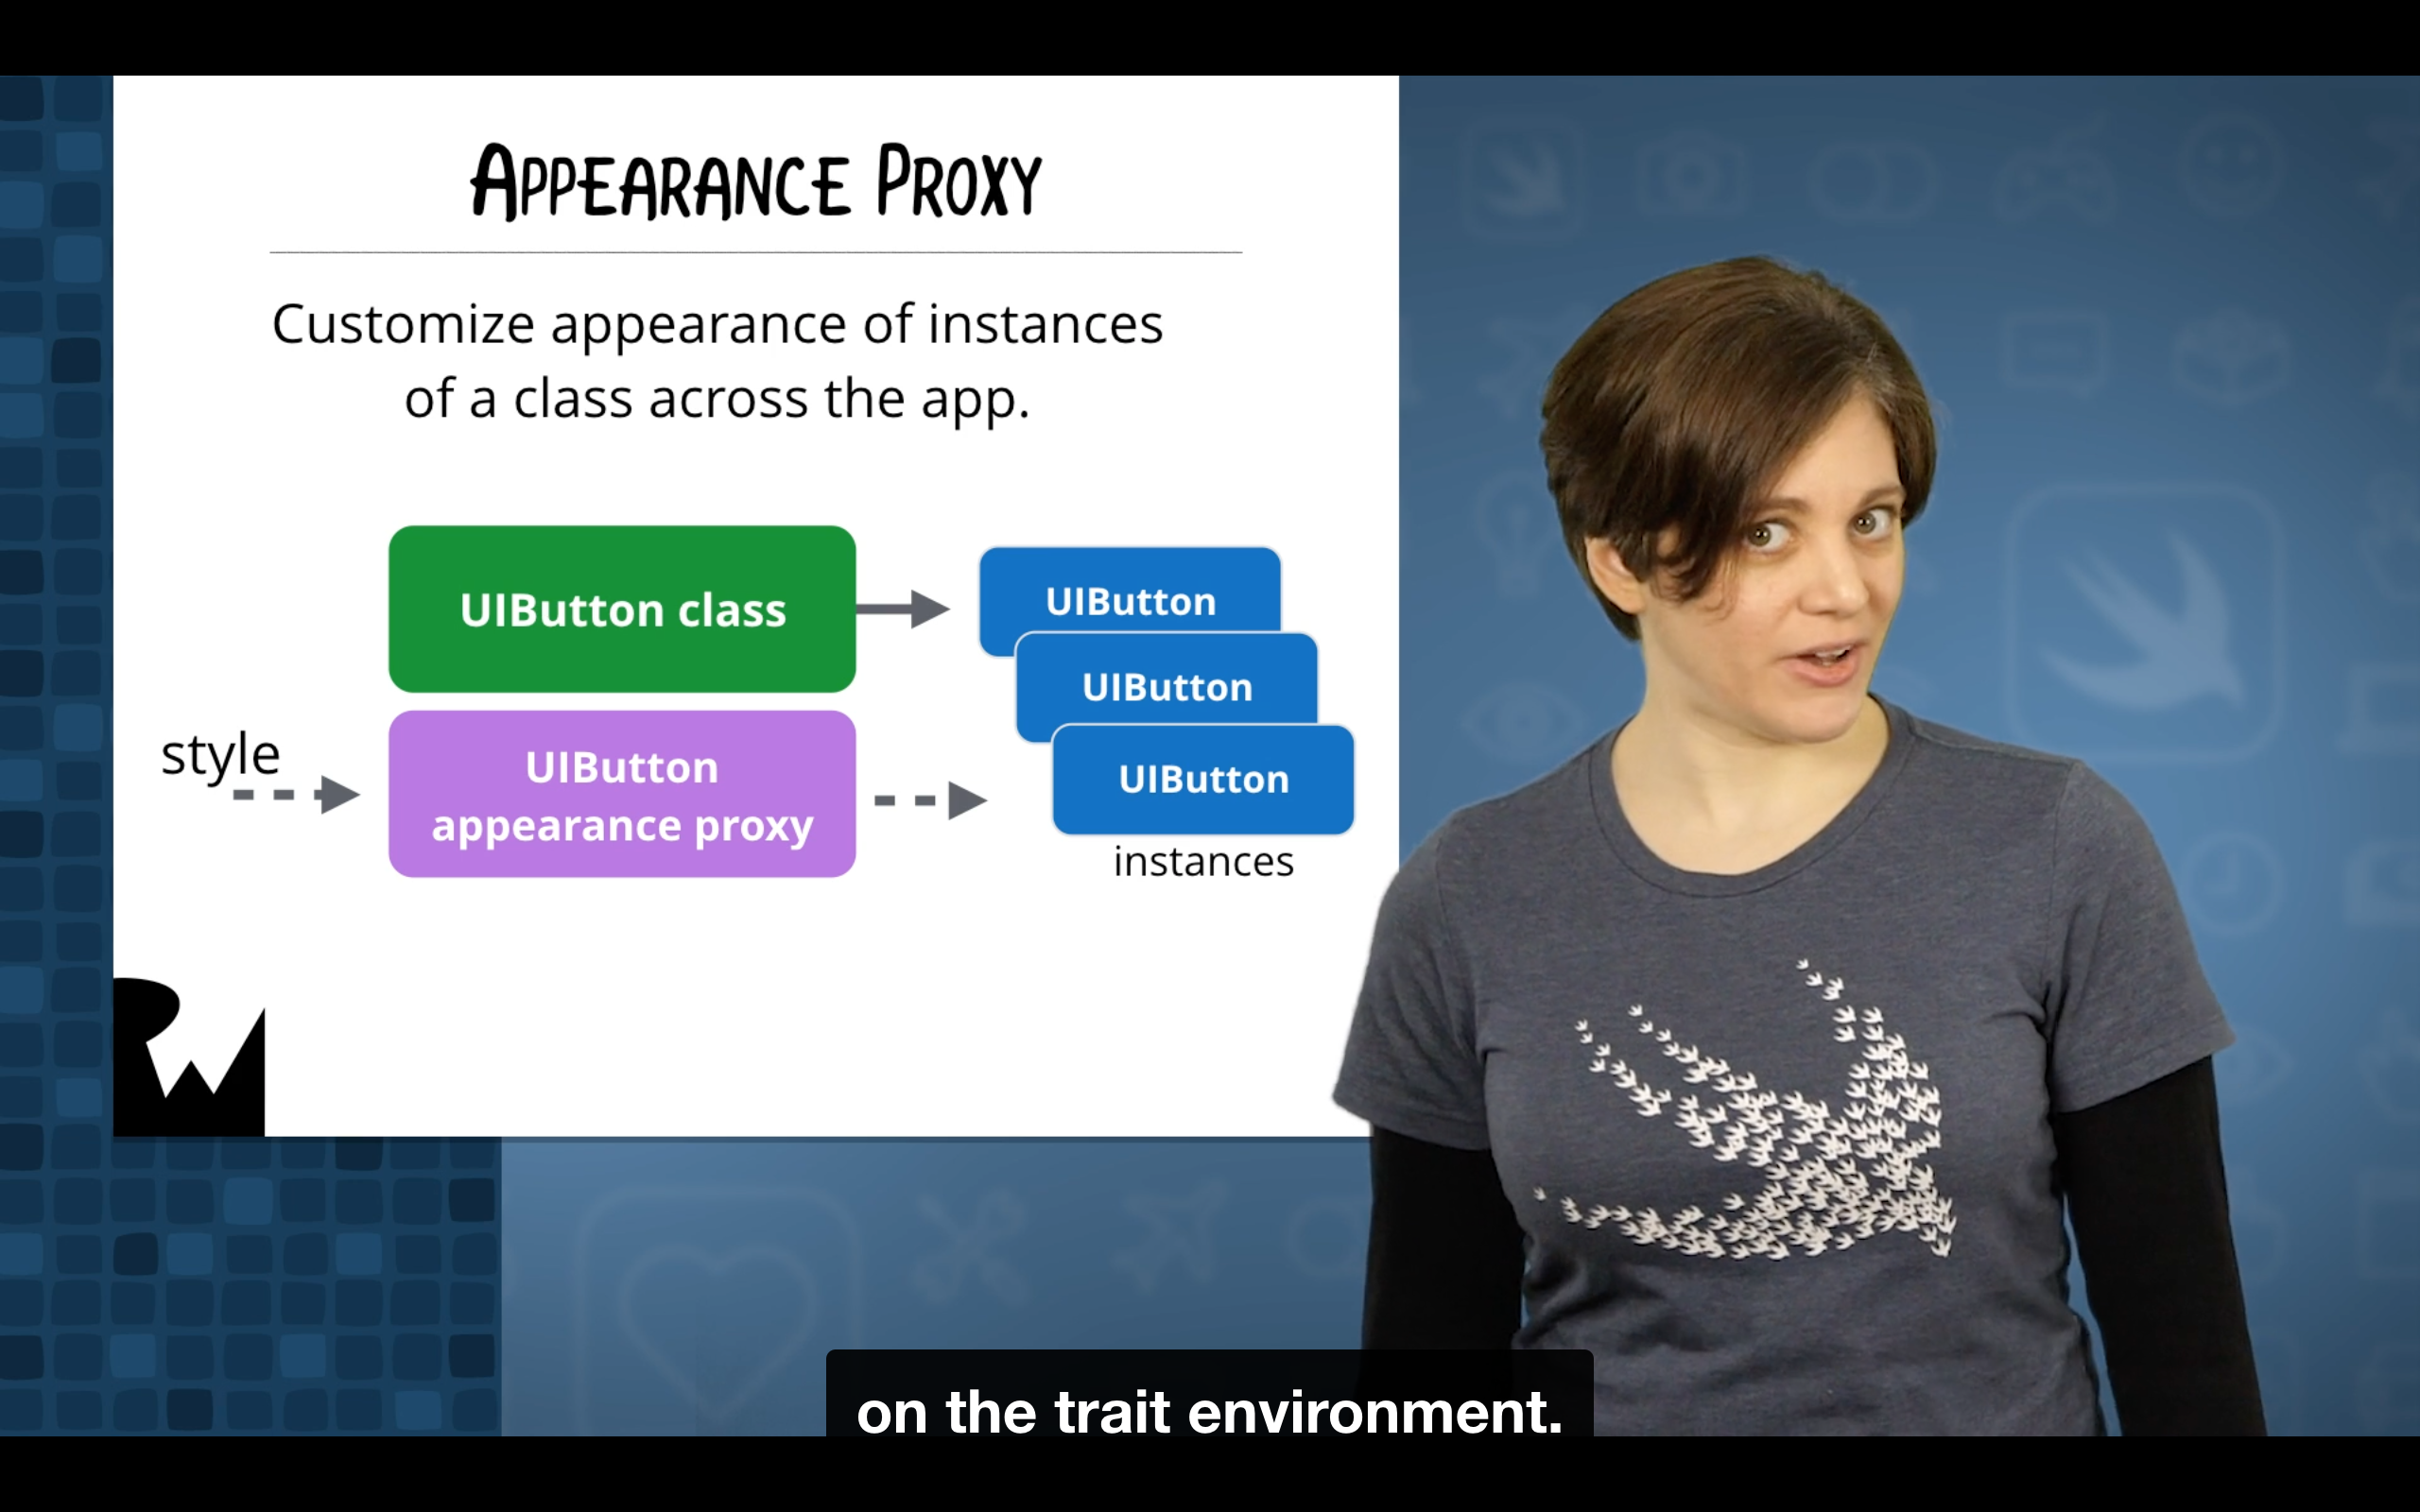 APPEARANCE PROXY
Customize appearance of instances
of a class across the app.
UIButton class
UIButton
UIButton
UIButton
style
UIButton
appearance proxy
instances
RW
on the trait environment.